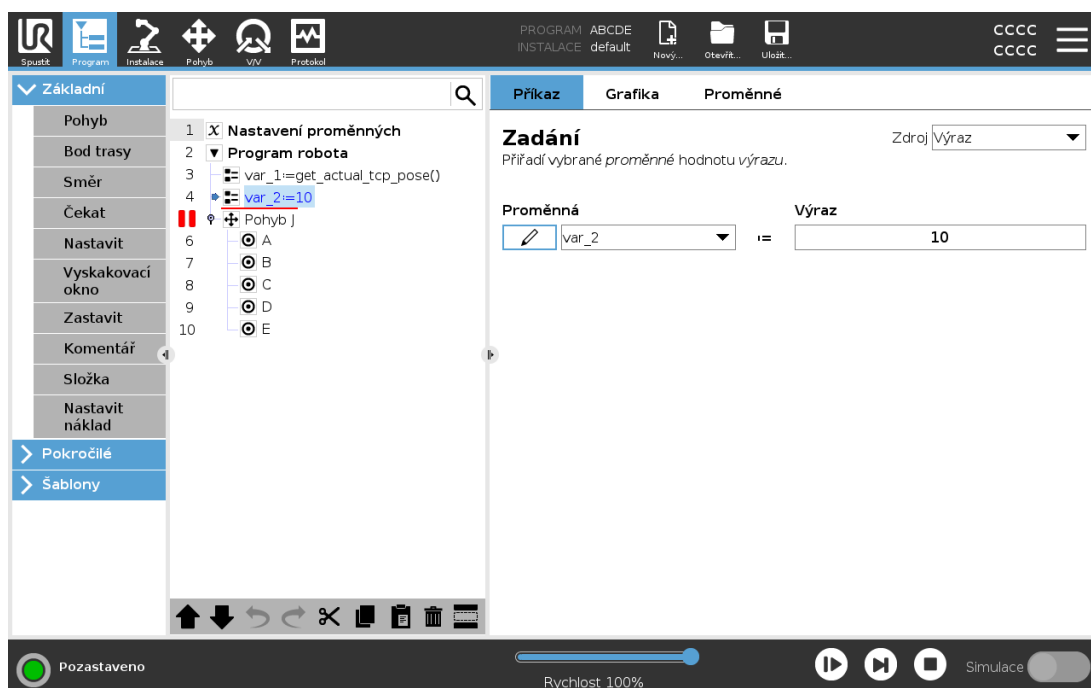 PROGRAM ABCDE
INSTALACE default
CCCC
CCCC
Spustit Program Instalace Pohyb V/V Protokol Nový... Otevřít... Uložit...
Základní
Pohyb
Bod trasy
Směr
Čekat
Nastavit
Vyskakovací
okno
Zastavit
Komentář
Složka
Nastavit
náklad
Pokročilé
Šablony
1 Nastavení proměnných
2 Program robota
3 var_1:=get_actual_tcp_pose()
4 var_2:=10
Pohyb J
6 A
7 B
8 C
9 D
10 E
Příkaz Grafika Proměnné
Zadání
Zdroj Výraz
Přiřadí vybrané proměnné hodnotu výrazu.
Proměnná Výraz
var_2 := 10
Pozastaveno
Rychlost 100%
Simulace